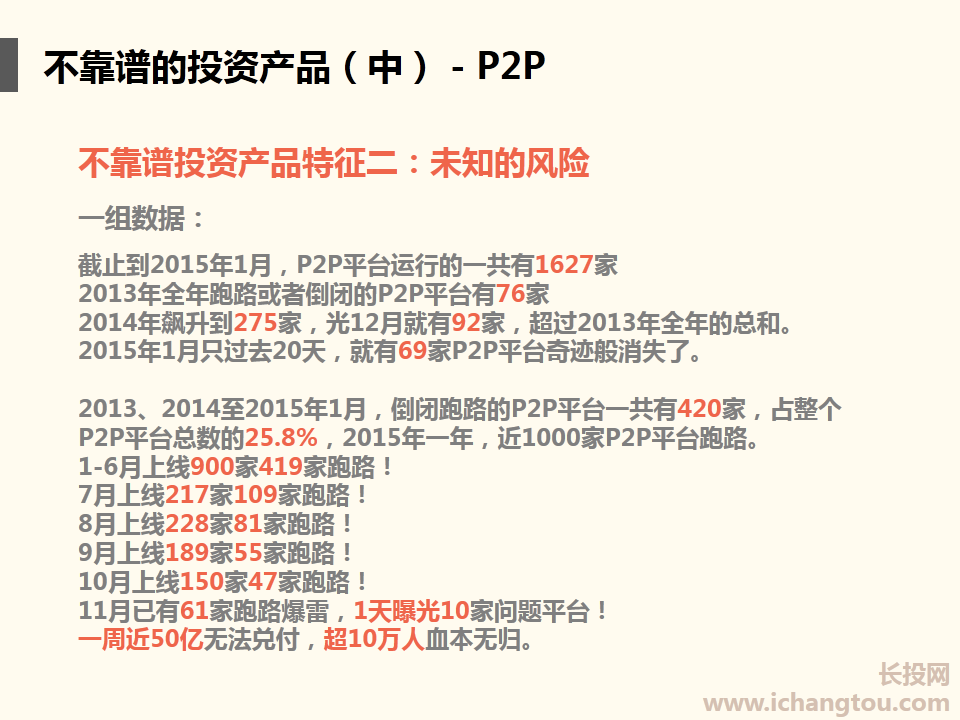 不靠谱的投资产品（中） - P2P
不靠谱投资产品特征二：未知的风险
一组数据：
截止到2015年1月，P2P平台运行的一共有1627家
2013年全年跑路或者倒闭的P2P平台有76家
2014年飙升到275家，光12月就有92家，超过2013年全年的总和。
2015年1月只过去20天，就有69家P2P平台奇迹般消失了。
2013、2014至2015年1月，倒闭跑路的P2P平台一共有420家，占整个
P2P平台总数的25.8%，2015年一年，近1000家P2P平台跑路。
1-6月上线900家419家跑路！
7月上线217家109家跑路！
8月上线228家81家跑路！
9月上线189家55家跑路！
10月上线150家47家跑路！
11月已有61家跑路爆雷，1天曝光10家问题平台！
一周近50亿无法兑付，超10万人血本无归。
长投网
www.ichangtou.com